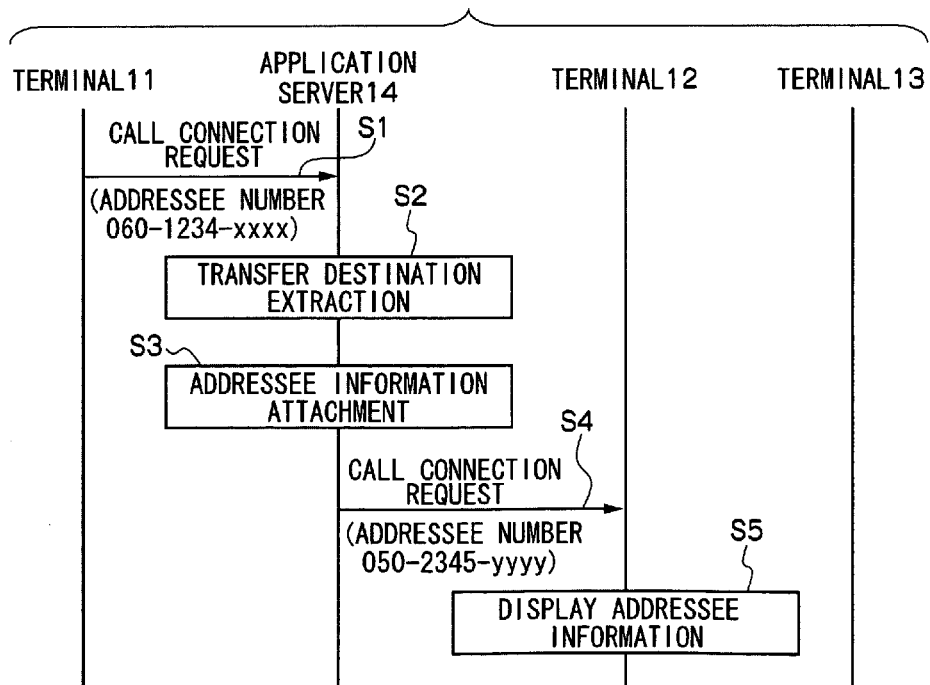 TERMINAL11
APPLICATION
SERVER14
TERMINAL12
TERMINAL13
CALL CONNECTION
REQUEST
S1
(ADDRESSEE NUMBER
060-1234-xxxx)
S2
TRANSFER DESTINATION
EXTRACTION
S3
ADDRESSEE INFORMATION
ATTACHMENT
S4
CALL CONNECTION
REQUEST
(ADDRESSEE NUMBER
050-2345-yyyy)
S5
DISPLAY ADDRESSEE
INFORMATION